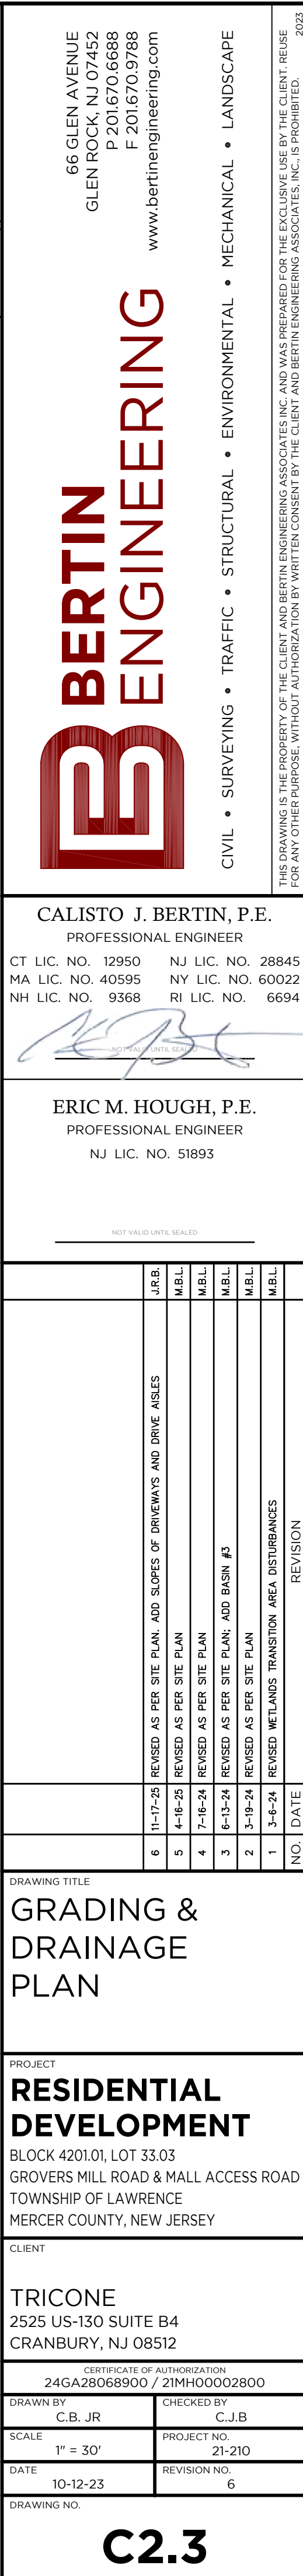 66 GLEN AVENUE
GLEN ROCK, NJ 07452
P 201.670.6688
F 201.670.9788
www.bertinengineering.com
B
BERTIN
ENGINEERING
CIVIL • SURVEYING • TRAFFIC • STRUCTURAL • ENVIRONMENTAL • MECHANICAL • LANDSCAPE
THIS DRAWING IS THE PROPERTY OF THE CLIENT AND BERTIN ENGINEERING ASSOCIATES INC. AND WAS PREPARED FOR THE EXCLUSIVE USE BY THE CLIENT. REUSE
FOR ANY OTHER PURPOSE, WITHOUT AUTHORIZATION BY WRITTEN CONSENT BY THE CLIENT AND BERTIN ENGINEERING ASSOCIATES, INC., IS PROHIBITED. 2023
CALISTO J. BERTIN, P.E.
PROFESSIONAL ENGINEER
CT LIC. NO. 12950 NJ LIC. NO. 28845
MA LIC. NO. 40595 NY LIC. NO. 60022
NH LIC. NO. 9368 RI LIC. NO. 6694
NOT VALID UNTIL SEALED
ERIC M. HOUGH, P.E.
PROFESSIONAL ENGINEER
NJ LIC. NO. 51893
NOT VALID UNTIL SEALED
6 11-17-25 REVISED AS PER SITE PLAN. ADD SLOPES OF DRIVEWAYS AND DRIVE AISLES J.R.B.
5 4-16-25 REVISED AS PER SITE PLAN M.B.L.
4 7-16-24 REVISED AS PER SITE PLAN M.B.L.
3 6-13-24 REVISED AS PER SITE PLAN; ADD BASIN #3 M.B.L.
2 3-19-24 REVISED AS PER SITE PLAN M.B.L.
1 3-6-24 REVISED WETLANDS TRANSITION AREA DISTURBANCES M.B.L.
NO. DATE REVISION
DRAWING TITLE
GRADING &
DRAINAGE
PLAN
PROJECT
RESIDENTIAL
DEVELOPMENT
BLOCK 4201.01, LOT 33.03
GROVERS MILL ROAD & MALL ACCESS ROAD
TOWNSHIP OF LAWRENCE
MERCER COUNTY, NEW JERSEY
CLIENT
TRICONE
2525 US-130 SUITE B4
CRANBURY, NJ 08512
CERTIFICATE OF AUTHORIZATION
24GA28068900 / 21MH00002800
DRAWN BY CHECKED BY
C.B. JR C.J.B
SCALE PROJECT NO.
1" = 30' 21-210
DATE REVISION NO.
10-12-23 6
DRAWING NO.
C2.3